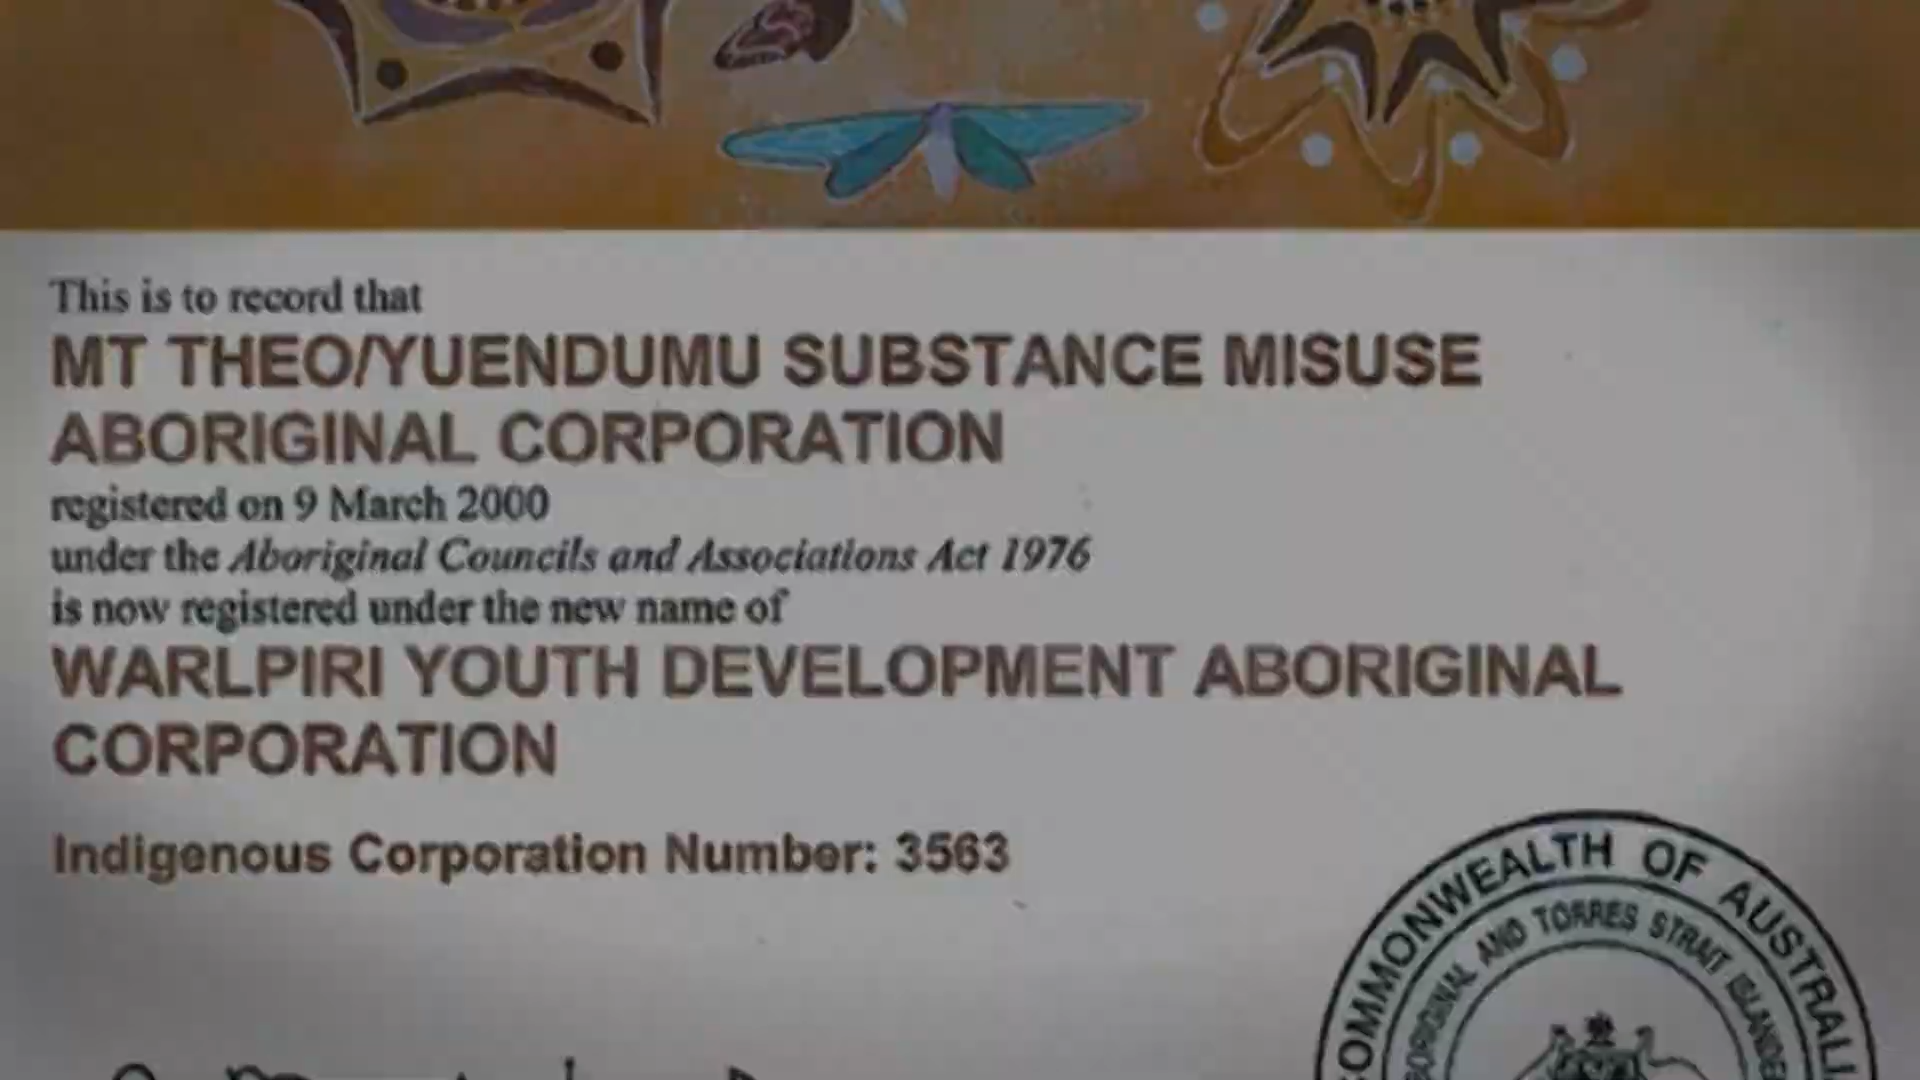 This is to record that
MT THEO/YUENDUMU SUBSTANCE MISUSE
ABORIGINAL CORPORATION
registered on 9 March 2000
under the Aboriginal Councils and Associations Act 1976
is now registered under the new name of
WARLPIRI YOUTH DEVELOPMENT ABORIGINAL
CORPORATION
Indigenous Corporation Number: 3563
COMMONWEALTH OF AUSTRALI
ABORIGINAL AND TORRES STRAIT ISLANDER